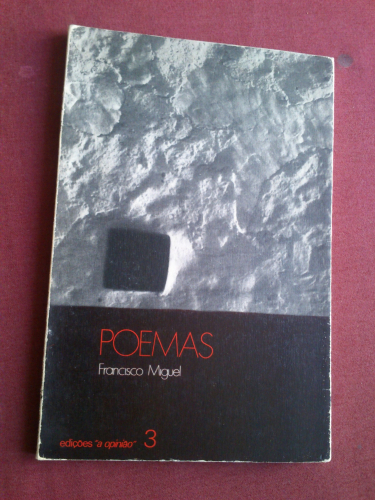 POEMAS
Francisco Miguel
edições "a opinião" 3